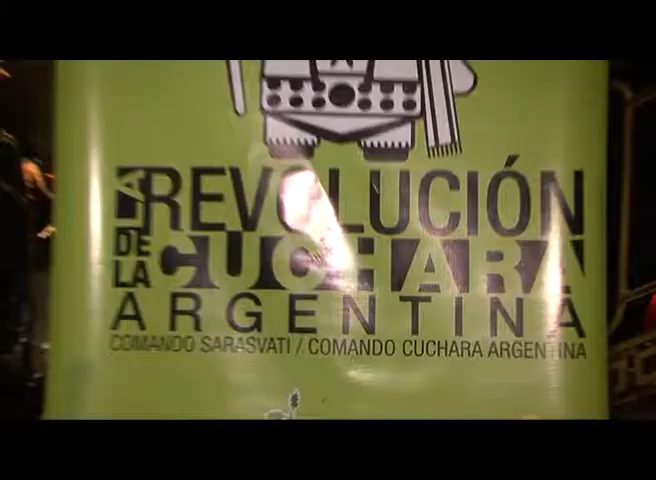 LA REVOLUCIÓN
DE LA CUCHARA
ARGENTINA
COMANDO SARASVATI / COMANDO CUCHARA ARGENTINA